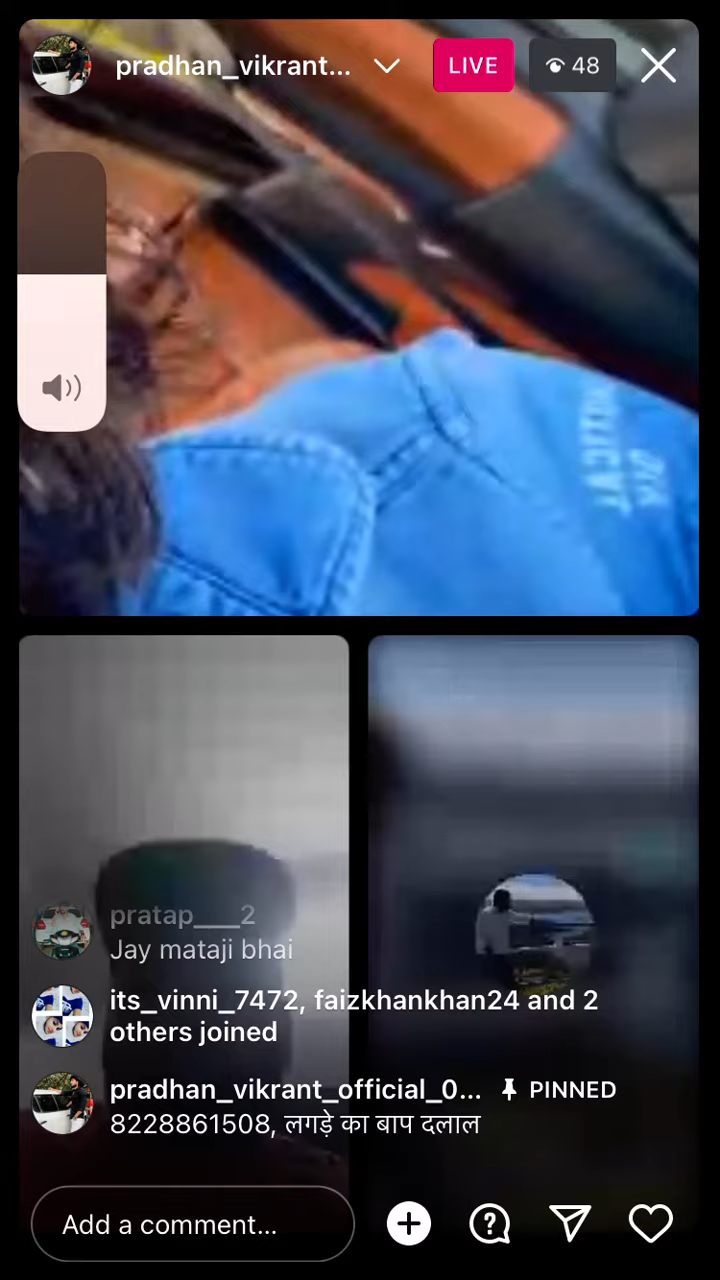 pradhan_vikrant...
LIVE
48
pratap___2
Jay mataji bhai
its_vinni_7472, faizkhankhan24 and 2
others joined
pradhan_vikrant_official_0... PINNED
8228861508, लगड़े का बाप दलाल
Add a comment...